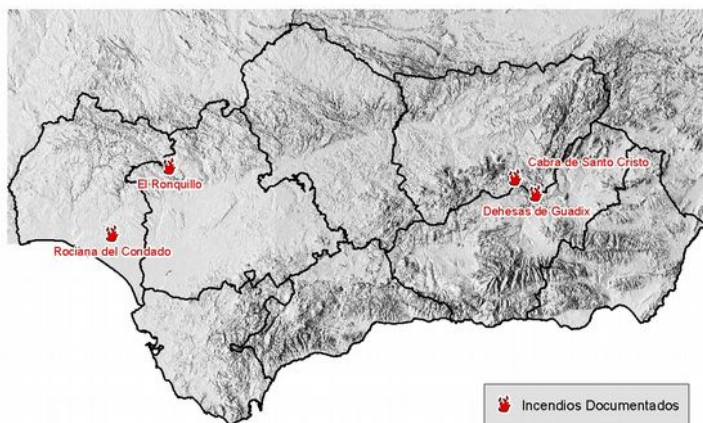 Cabra de Santo Cristo
El Ronquillo
Dehesas de Guadix
Rociana del Condado
Incendios Documentados